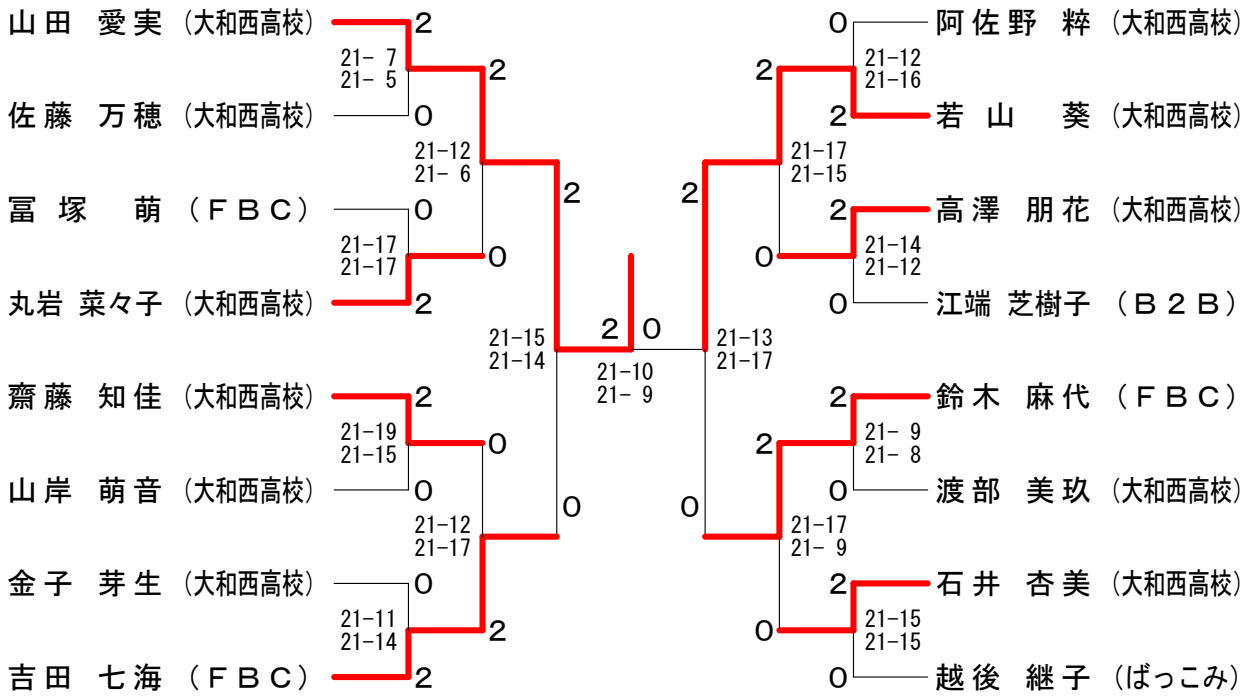 山田 愛実 (大和西高校) 2
21- 7
21- 5
2
佐藤 万穂 (大和西高校) 0
21-12
21- 6
2
冨塚 萌 (FBC) 0
21-17
21-17
0
丸岩 菜々子 (大和西高校) 2
21-15
21-14
齋藤 知佳 (大和西高校) 2
21-19
21-15
0
山岸 萌音 (大和西高校) 0
21-12
21-17
0
金子 芽生 (大和西高校) 0
21-11
21-14
2
吉田 七海 (FBC) 2
2 0
21-10
21- 9
0 阿佐野 粹 (大和西高校)
2
21-12
21-16
2 若山 葵 (大和西高校)
21-17
21-15
2
2 高澤 朋花 (大和西高校)
0
21-14
21-12
0 江端 芝樹子 (B2B)
21-13
21-17
2 鈴木 麻代 (FBC)
2
21- 9
21- 8
0 渡部 美玖 (大和西高校)
0
21-17
21- 9
2 石井 杏美 (大和西高校)
0
21-15
21-15
0 越後 継子 (ばっこみ)